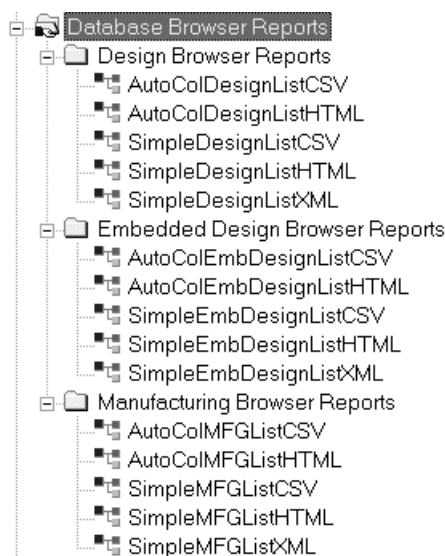 Database Browser Reports
Design Browser Reports
AutoColDesignListCSV
AutoColDesignListHTML
SimpleDesignListCSV
SimpleDesignListHTML
SimpleDesignListXML
Embedded Design Browser Reports
AutoColEmbDesignListCSV
AutoColEmbDesignListHTML
SimpleEmbDesignListCSV
SimpleEmbDesignListHTML
SimpleEmbDesignListXML
Manufacturing Browser Reports
AutoColMFGListCSV
AutoColMFGListHTML
SimpleMFGListCSV
SimpleMFGListHTML
SimpleMFGListXML